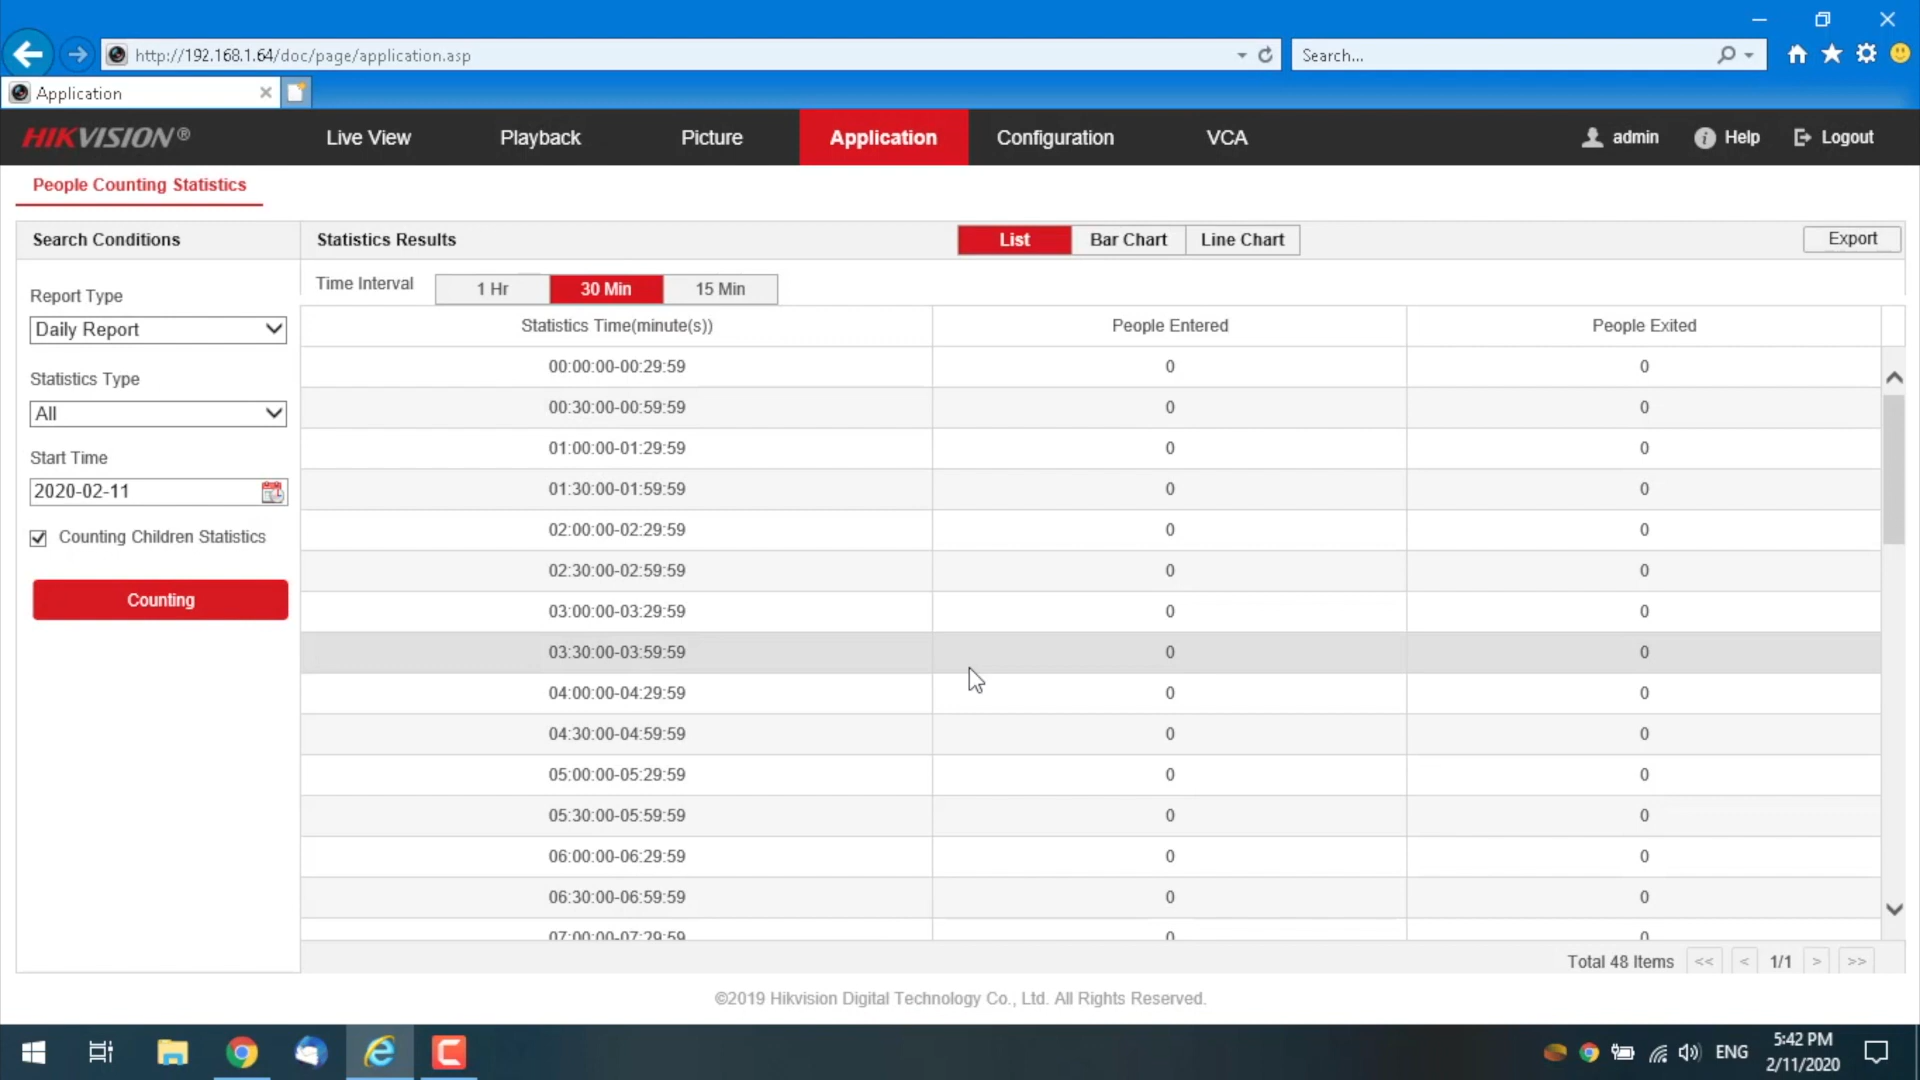 http://192.168.1.64/doc/page/application.asp
Search...
Application
HIKVISION®
Live View
Playback
Picture
Application
Configuration
VCA
admin
Help
Logout
People Counting Statistics
Search Conditions
Statistics Results
List
Bar Chart
Line Chart
Export
Report Type
Daily Report
Statistics Type
All
Start Time
2020-02-11
Counting Children Statistics
Counting
Time Interval
1 Hr
30 Min
15 Min
Statistics Time(minute(s)) People Entered People Exited
00:00:00-00:29:59 0 0
00:30:00-00:59:59 0 0
01:00:00-01:29:59 0 0
01:30:00-01:59:59 0 0
02:00:00-02:29:59 0 0
02:30:00-02:59:59 0 0
03:00:00-03:29:59 0 0
03:30:00-03:59:59 0 0
04:00:00-04:29:59 0 0
04:30:00-04:59:59 0 0
05:00:00-05:29:59 0 0
05:30:00-05:59:59 0 0
06:00:00-06:29:59 0 0
06:30:00-06:59:59 0 0
07:00:00-07:29:59 0 0
Total 48 Items << < 1/1 > >>
©2019 Hikvision Digital Technology Co., Ltd. All Rights Reserved.
ENG
5:42 PM
2/11/2020